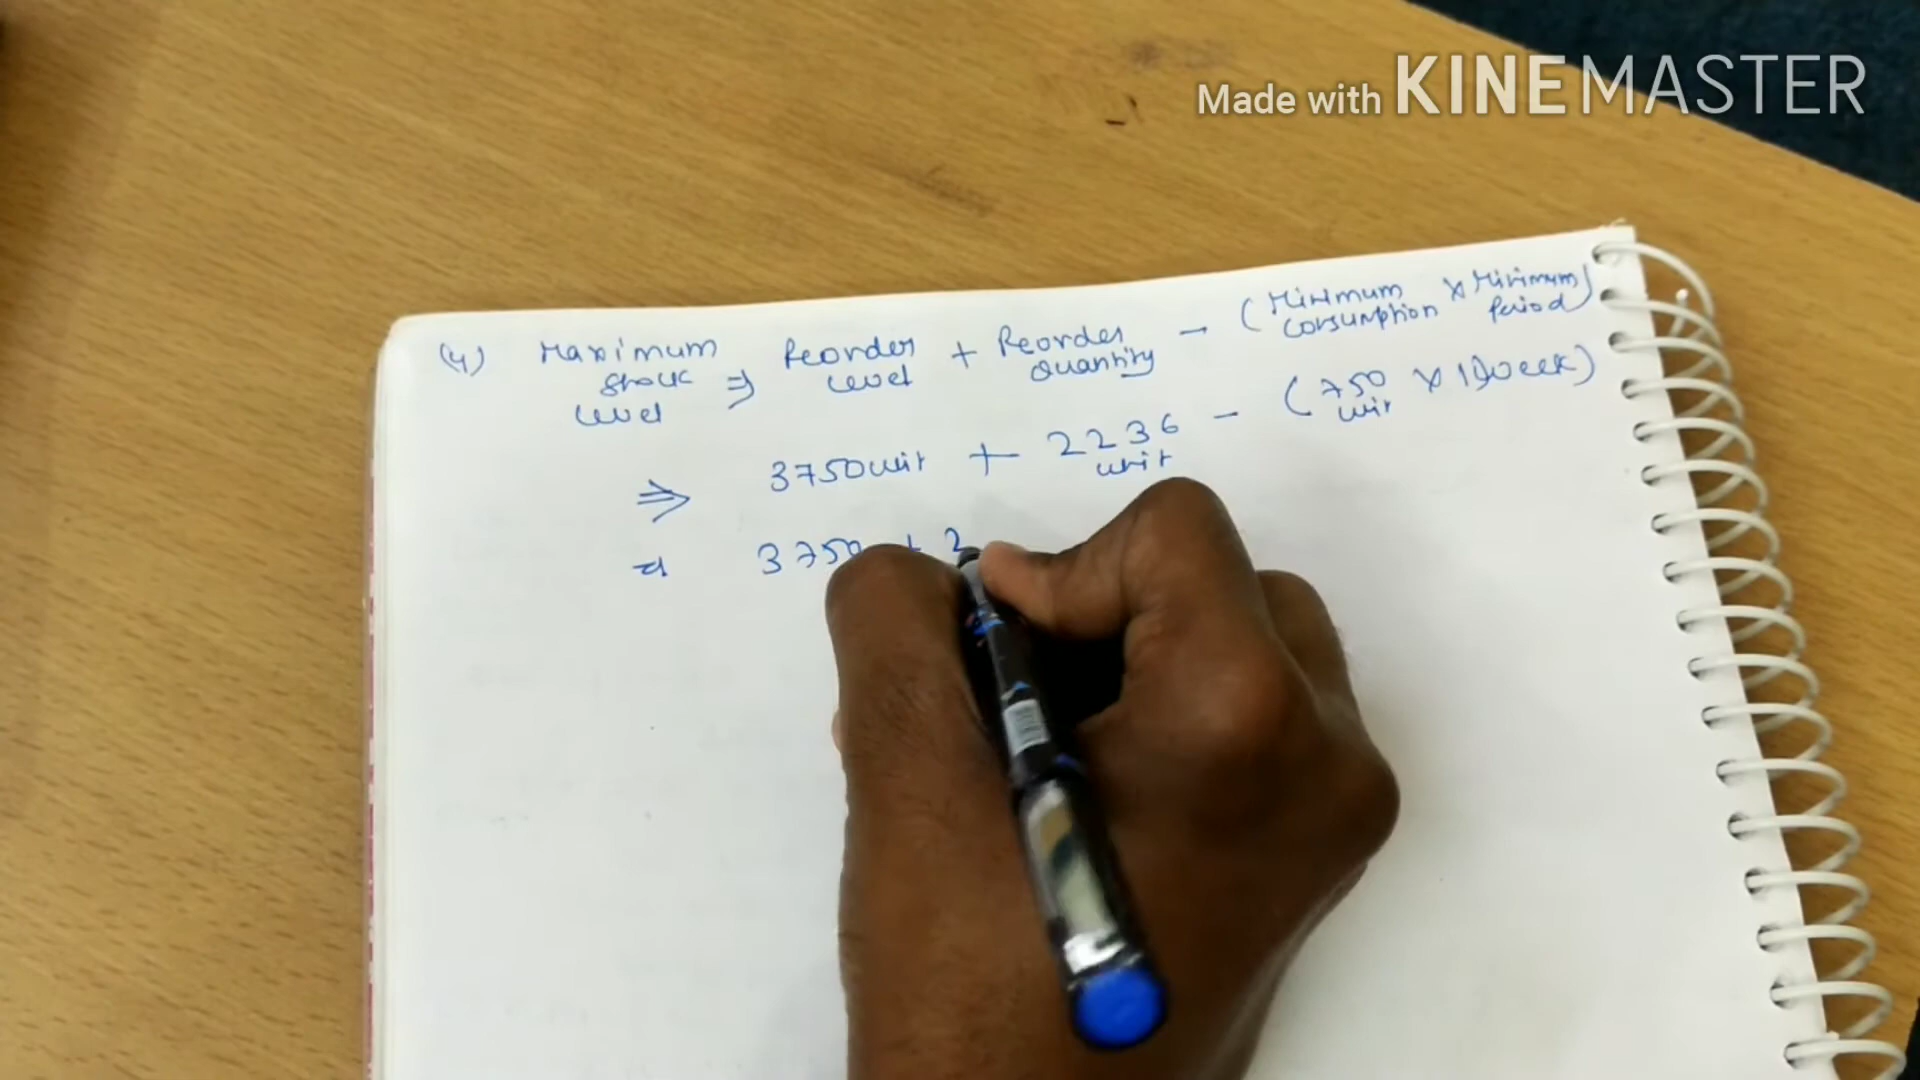 Made with KINEMASTER
(4) Maximum Reorder + Reorder - (Minimum x Minimum)
stock ⇒ level Quantity consumption Period
level
⇒ 3750 unit + 2236 - (750 x 1 week)
unit unit
⇒ 3750 + 2